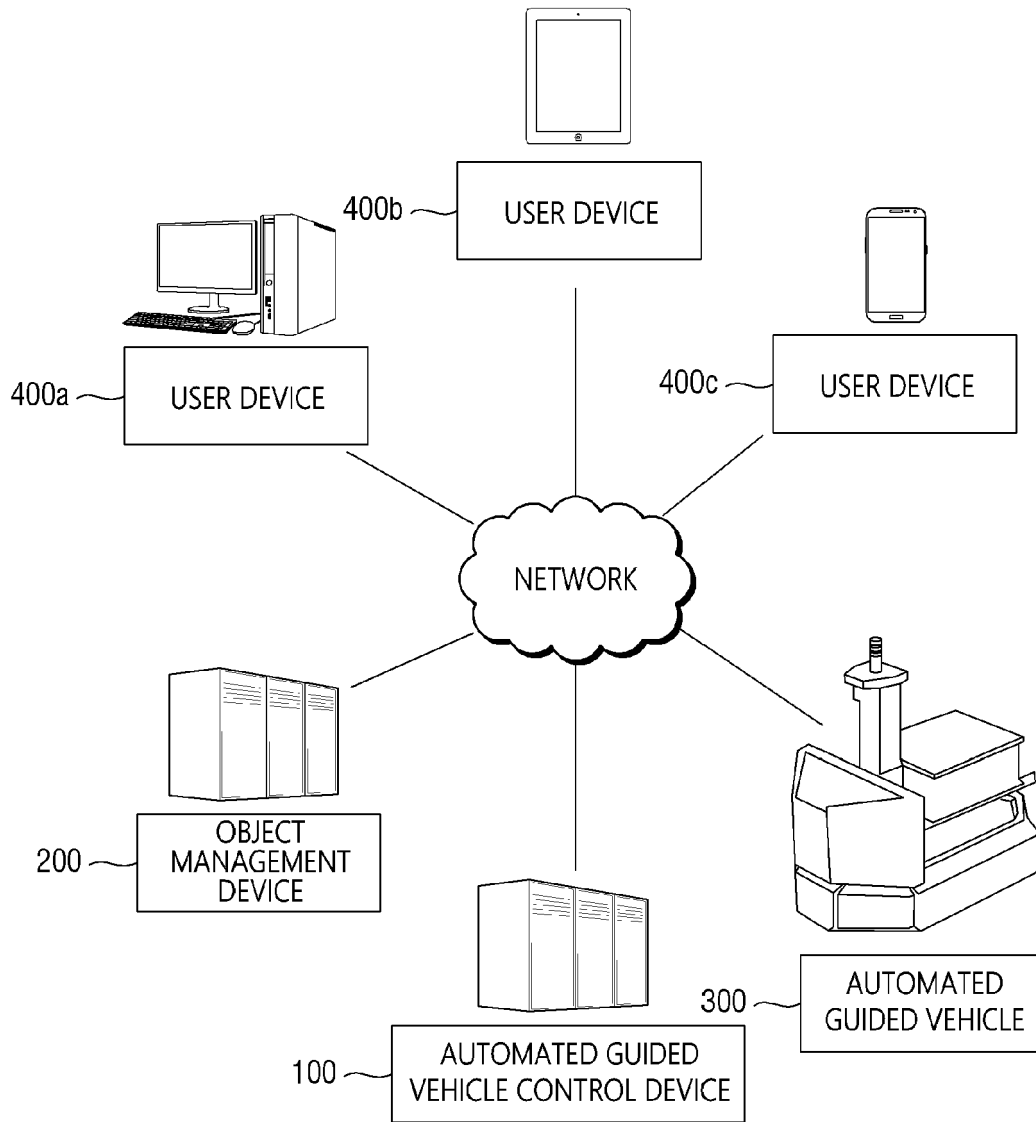 400b
USER DEVICE
400a
USER DEVICE
400c
USER DEVICE
NETWORK
200
OBJECT
MANAGEMENT
DEVICE
300
AUTOMATED
GUIDED VEHICLE
100
AUTOMATED GUIDED
VEHICLE CONTROL DEVICE